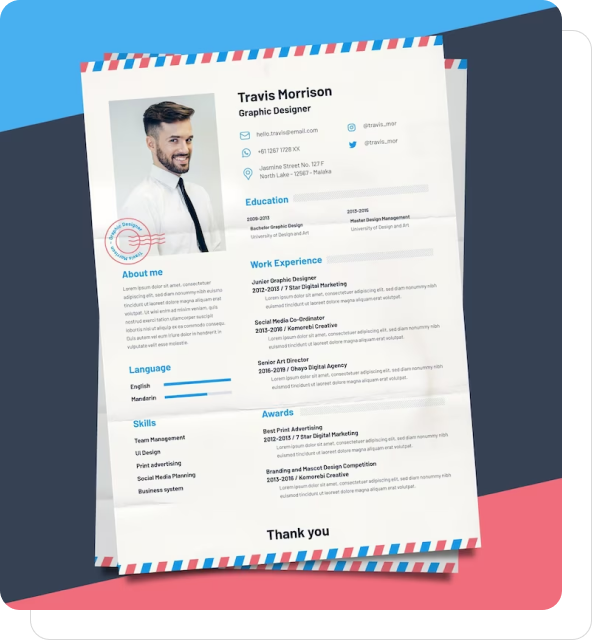 Travis Morrison
Graphic Designer
hello.travis@email.com
@travis_mor
+61 1267 1728 XX
@travis_mor
Jasmine Street No. 127 F
North Lake - 12567 - Malaka
Graphic Designer
Travis Morrison
About me
Lorem ipsum dolor sit amet, consectetuer
adipiscing elit, sed diam nonummy nibh euismod
tincidunt ut laoreet dolore magna aliquam erat
volutpat. Ut wisi enim ad minim veniam, quis
nostrud exerci tation ullamcorper suscipit
lobortis nisl ut aliquip ex ea commodo consequat.
Duis autem vel eum iriure dolor in hendrerit in
vulputate velit esse molestie.
Language
English
Mandarin
Skills
Team Management
Ui Design
Print advertising
Social Media Planning
Business system
Education
2009-2013
Bachelor Graphic Design
University of Design and Art
2013-2015
Master Design Management
University of Design and Art
Work Experience
Junior Graphic Designer
2012-2013 / 7 Star Digital Marketing
Lorem ipsum dolor sit amet, consectetuer adipiscing elit, sed diam nonummy nibh
euismod tincidunt ut laoreet dolore magna aliquam erat volutpat.
Social Media Co-Ordinator
2013-2016 / Komorebi Creative
Lorem ipsum dolor sit amet, consectetuer adipiscing elit, sed diam nonummy nibh
euismod tincidunt ut laoreet dolore magna aliquam erat volutpat.
Senior Art Director
2016-2019 / Ohayo Digital Agency
Lorem ipsum dolor sit amet, consectetuer adipiscing elit, sed diam nonummy nibh
euismod tincidunt ut laoreet dolore magna aliquam erat volutpat.
Awards
Best Print Advertising
2012-2013 / 7 Star Digital Marketing
Lorem ipsum dolor sit amet, consectetuer adipiscing elit, sed diam nonummy nibh
euismod tincidunt ut laoreet dolore magna aliquam erat volutpat.
Branding and Mascot Design Competition
2013-2016 / Komorebi Creative
Lorem ipsum dolor sit amet, consectetuer adipiscing elit, sed diam nonummy nibh
euismod tincidunt ut laoreet dolore magna aliquam erat volutpat.
Thank you